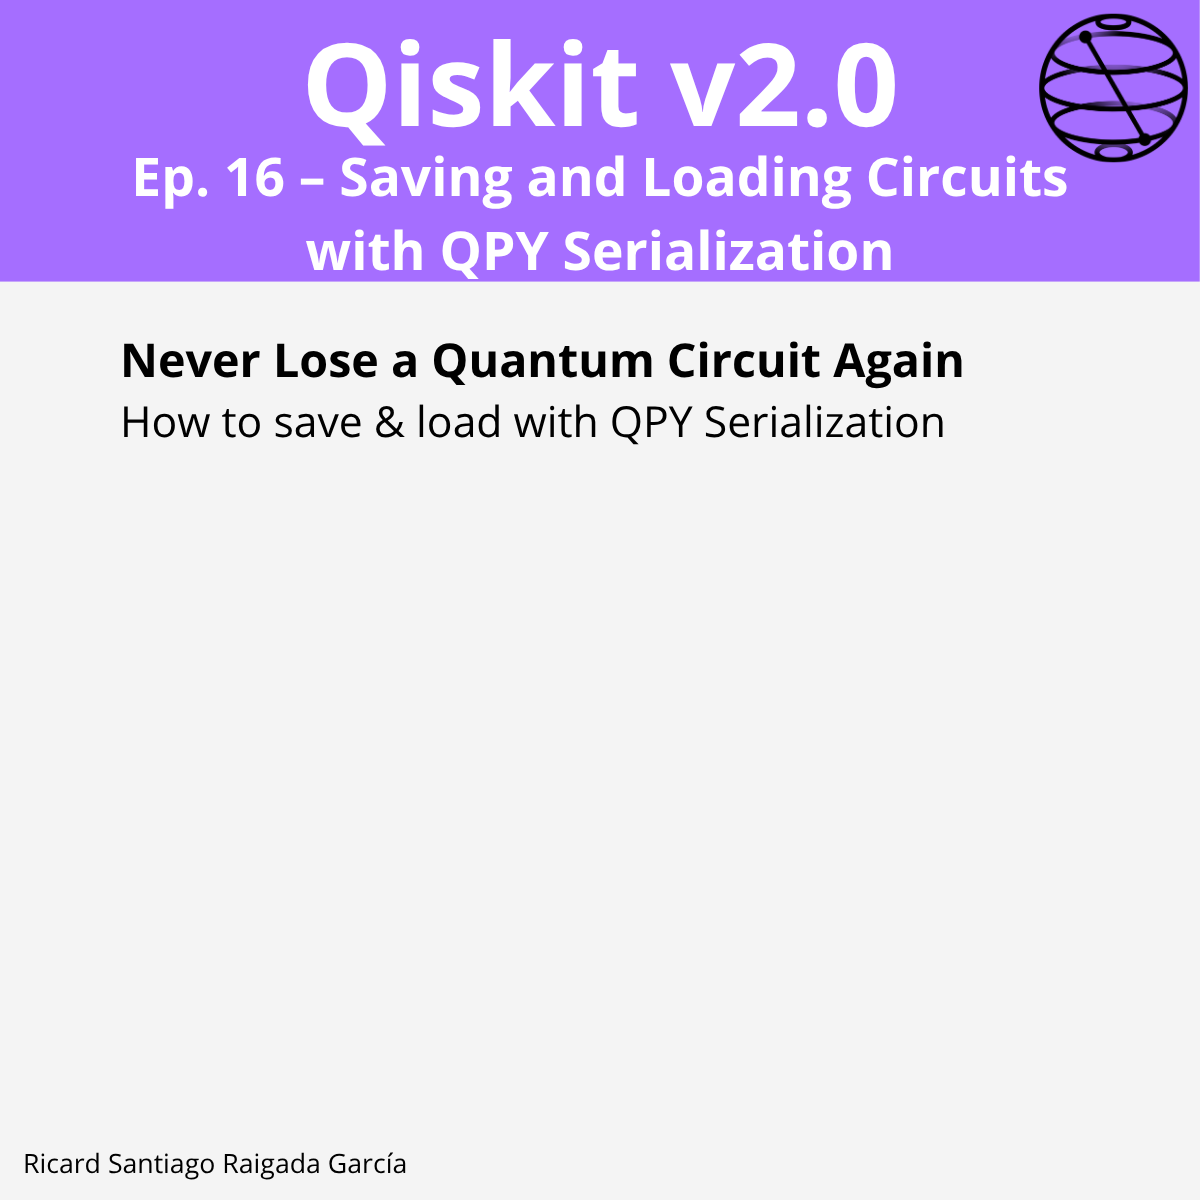 Qiskit v2.0
Ep. 16 – Saving and Loading Circuits
with QPY Serialization
Never Lose a Quantum Circuit Again
How to save & load with QPY Serialization
Ricard Santiago Raigada García